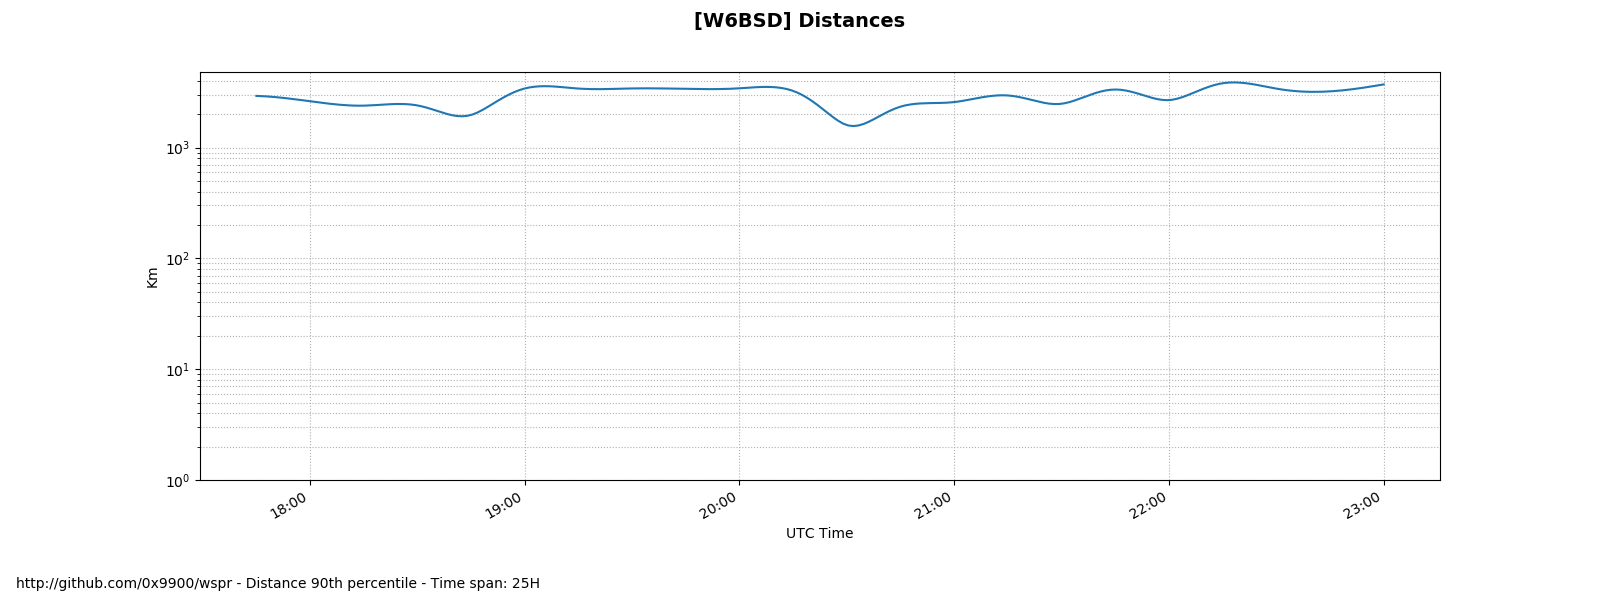 [W6BSD] Distances
10³
10²
10¹
10⁰
Km
18:00
19:00
20:00
21:00
22:00
23:00
UTC Time
http://github.com/0x9900/wspr - Distance 90th percentile - Time span: 25H